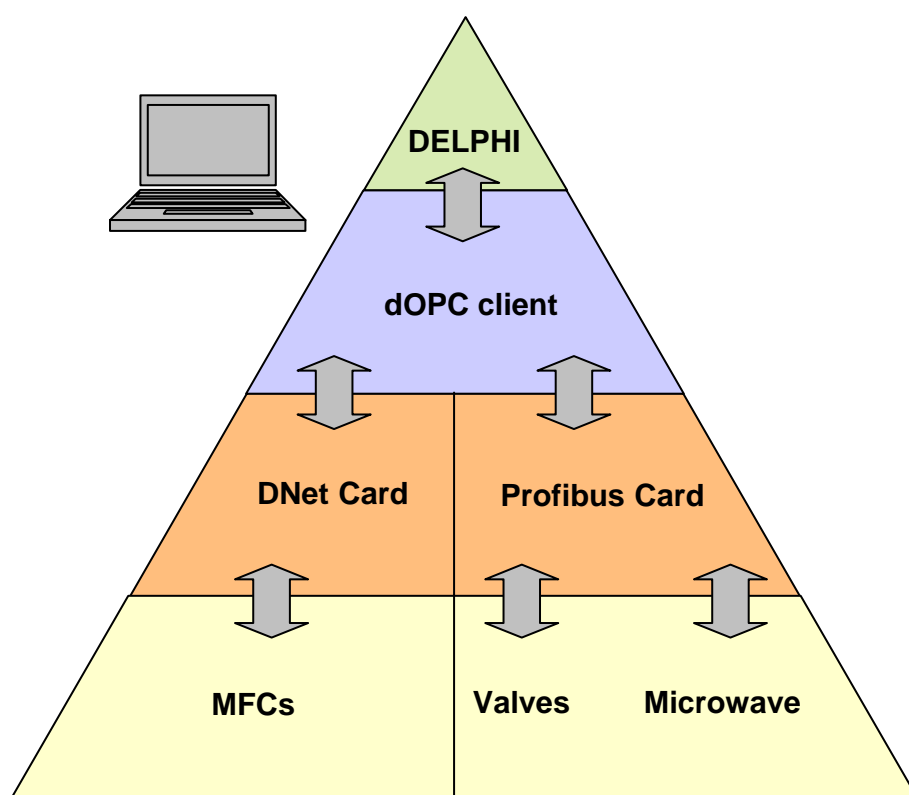 DELPHI
dOPC client
DNet Card
Profibus Card
MFCs
Valves
Microwave